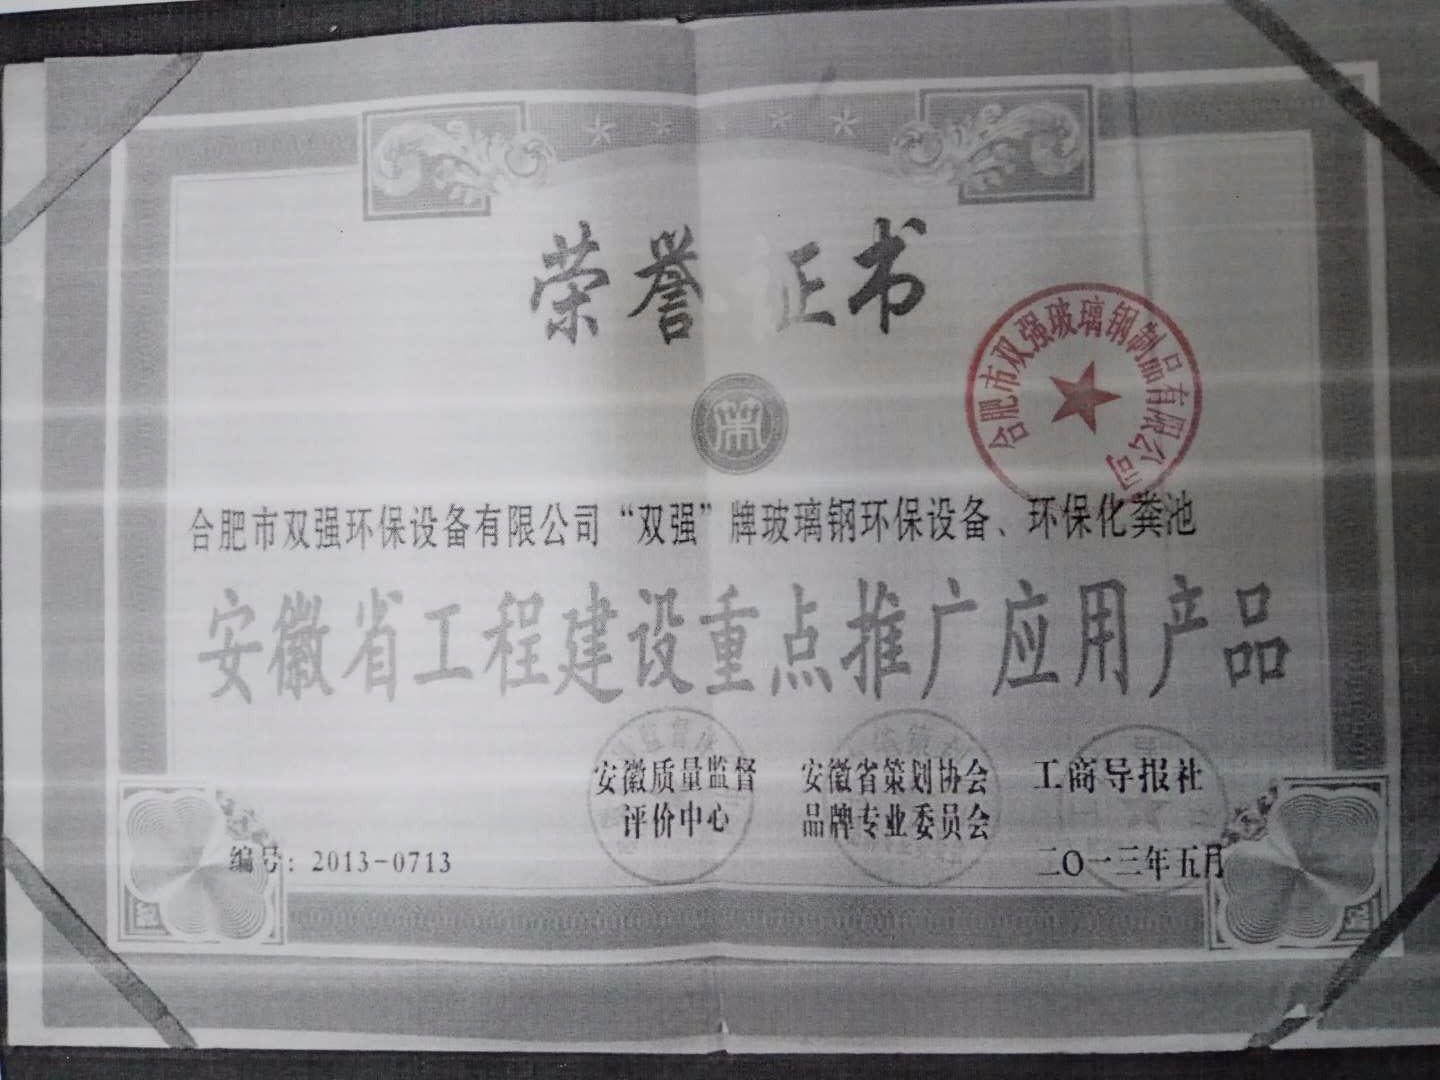 荣誉证书
合肥市双强玻璃钢制品有限公司
合肥市双强环保设备有限公司“双强”牌玻璃钢环保设备、环保化粪池
安徽省工程建设重点推广应用产品
安徽质量监督 安徽省策划协会 工商导报社
评价中心 品牌专业委员会
编号：2013-0713 二〇一三年五月